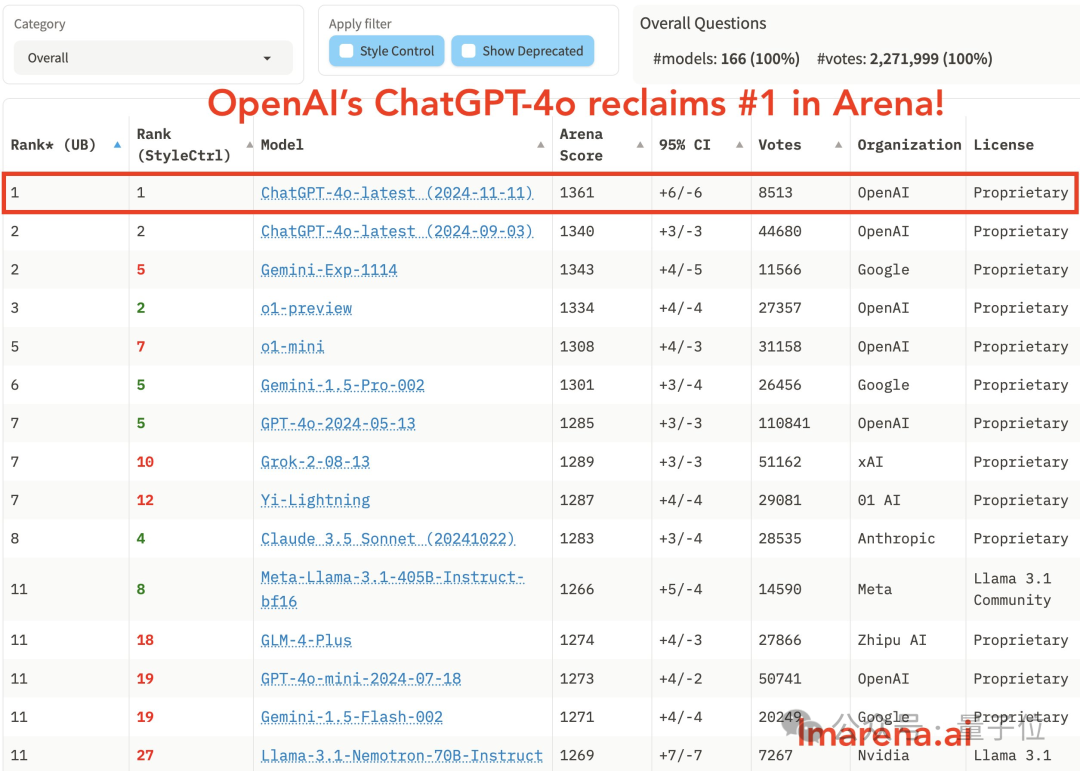 Category
Overall
Apply filter
Style Control
Show Deprecated
Overall Questions
#models: 166 (100%) #votes: 2,271,999 (100%)
OpenAI's ChatGPT-4o reclaims #1 in Arena!
Rank* (UB) Rank (StyleCtrl) Model Arena Score 95% CI Votes Organization License
1 1 ChatGPT-4o-latest (2024-11-11) 1361 +6/-6 8513 OpenAI Proprietary
2 2 ChatGPT-4o-latest (2024-09-03) 1340 +3/-3 44680 OpenAI Proprietary
2 5 Gemini-Exp-1114 1343 +4/-5 11566 Google Proprietary
3 2 o1-preview 1334 +4/-4 27357 OpenAI Proprietary
5 7 o1-mini 1308 +4/-3 31158 OpenAI Proprietary
6 5 Gemini-1.5-Pro-002 1301 +3/-4 26456 Google Proprietary
7 5 GPT-4o-2024-05-13 1285 +3/-3 110841 OpenAI Proprietary
7 10 Grok-2-08-13 1289 +3/-3 51162 xAI Proprietary
7 12 Yi-Lightning 1287 +4/-4 29081 01 AI Proprietary
8 4 Claude 3.5 Sonnet (20241022) 1283 +3/-4 28535 Anthropic Proprietary
11 8 Meta-Llama-3.1-405B-Instruct-bf16 1266 +5/-4 14590 Meta Llama 3.1 Community
11 18 GLM-4-Plus 1274 +4/-3 27866 Zhipu AI Proprietary
11 19 GPT-4o-mini-2024-07-18 1273 +4/-2 50741 OpenAI Proprietary
11 19 Gemini-1.5-Flash-002 1271 +4/-4 20249 Google Proprietary
公众号 · 量子位
lmarena.ai
11 27 Llama-3.1-Nemotron-70B-Instruct 1269 +7/-7 7267 Nvidia Llama 3.1